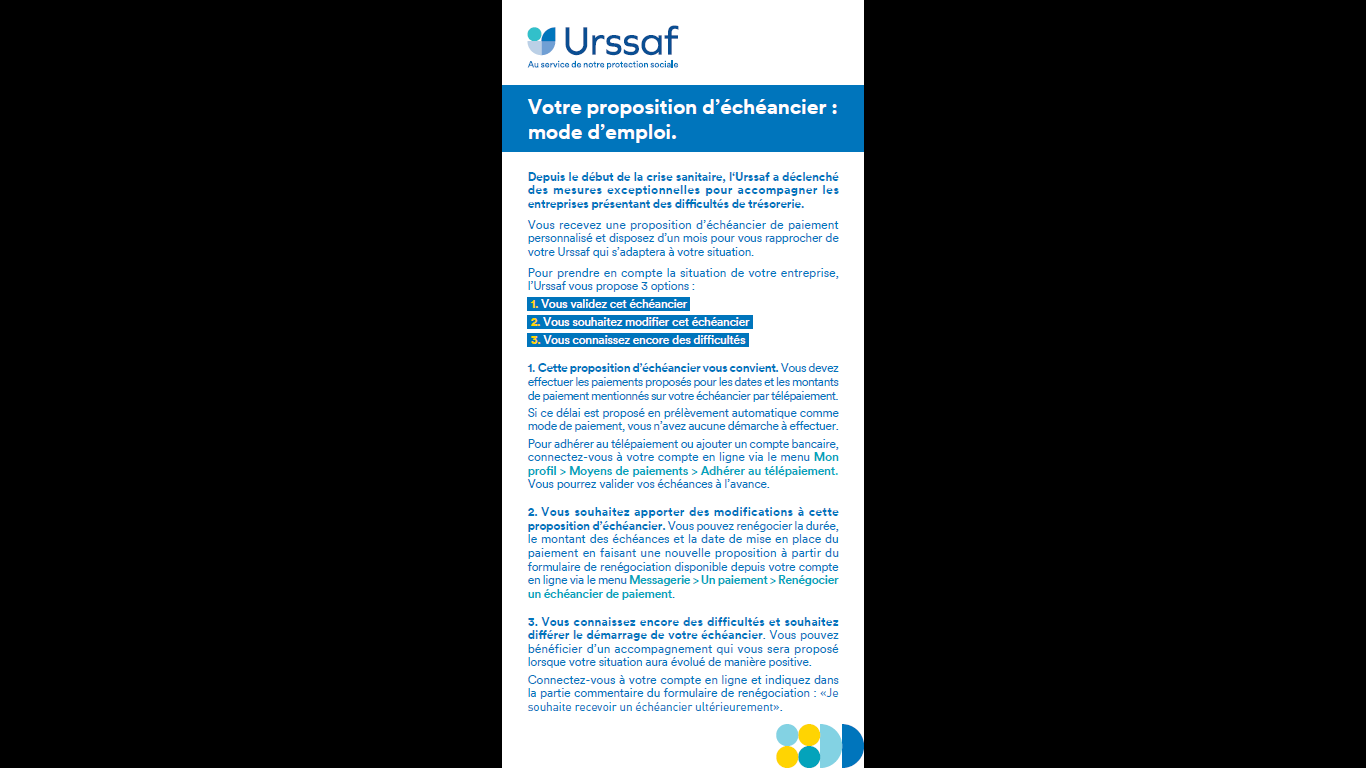 Urssaf
Au service de notre protection sociale
Votre proposition d’échéancier :
mode d’emploi.
Depuis le début de la crise sanitaire, l‘Urssaf a déclenché
des mesures exceptionnelles pour accompagner les
entreprises présentant des difficultés de trésorerie.
Vous recevez une proposition d’échéancier de paiement
personnalisé et disposez d’un mois pour vous rapprocher de
votre Urssaf qui s’adaptera à votre situation.
Pour prendre en compte la situation de votre entreprise,
l’Urssaf vous propose 3 options :
1. Vous validez cet échéancier
2. Vous souhaitez modifier cet échéancier
3. Vous connaissez encore des difficultés
1. Cette proposition d’échéancier vous convient. Vous devez
effectuer les paiements proposés pour les dates et les montants
de paiement mentionnés sur votre échéancier par télépaiement.
Si ce délai est proposé en prélèvement automatique comme
mode de paiement, vous n’avez aucune démarche à effectuer.
Pour adhérer au télépaiement ou ajouter un compte bancaire,
connectez-vous à votre compte en ligne via le menu Mon
profil > Moyens de paiements > Adhérer au télépaiement.
Vous pourrez valider vos échéances à l’avance.
2. Vous souhaitez apporter des modifications à cette
proposition d’échéancier. Vous pouvez renégocier la durée,
le montant des échéances et la date de mise en place du
paiement en faisant une nouvelle proposition à partir du
formulaire de renégociation disponible depuis votre compte
en ligne via le menu Messagerie > Un paiement > Renégocier
un échéancier de paiement.
3. Vous connaissez encore des difficultés et souhaitez
différer le démarrage de votre échéancier. Vous pouvez
bénéficier d’un accompagnement qui vous sera proposé
lorsque votre situation aura évolué de manière positive.
Connectez-vous à votre compte en ligne et indiquez dans
la partie commentaire du formulaire de renégociation : «Je
souhaite recevoir un échéancier ultérieurement».